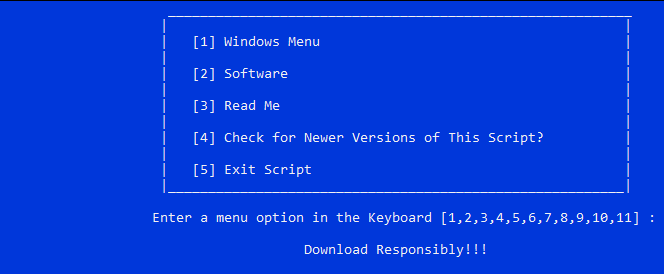 [1] Windows Menu
[2] Software
[3] Read Me
[4] Check for Newer Versions of This Script?
[5] Exit Script
Enter a menu option in the Keyboard [1,2,3,4,5,6,7,8,9,10,11] :
Download Responsibly!!!